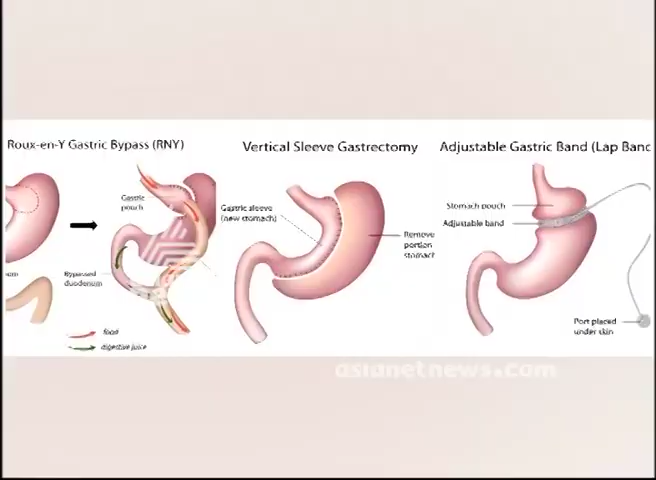 Roux-en-Y Gastric Bypass (RNY)
Gastric
pouch
Bypassed
duodenum
food
digestive juice
Vertical Sleeve Gastrectomy
Gastric sleeve
(new stomach)
Remove
portion
stomach
Adjustable Gastric Band (Lap Banc
Stomach pouch
Adjustable band
Port placed
under skin
asianetnews.com